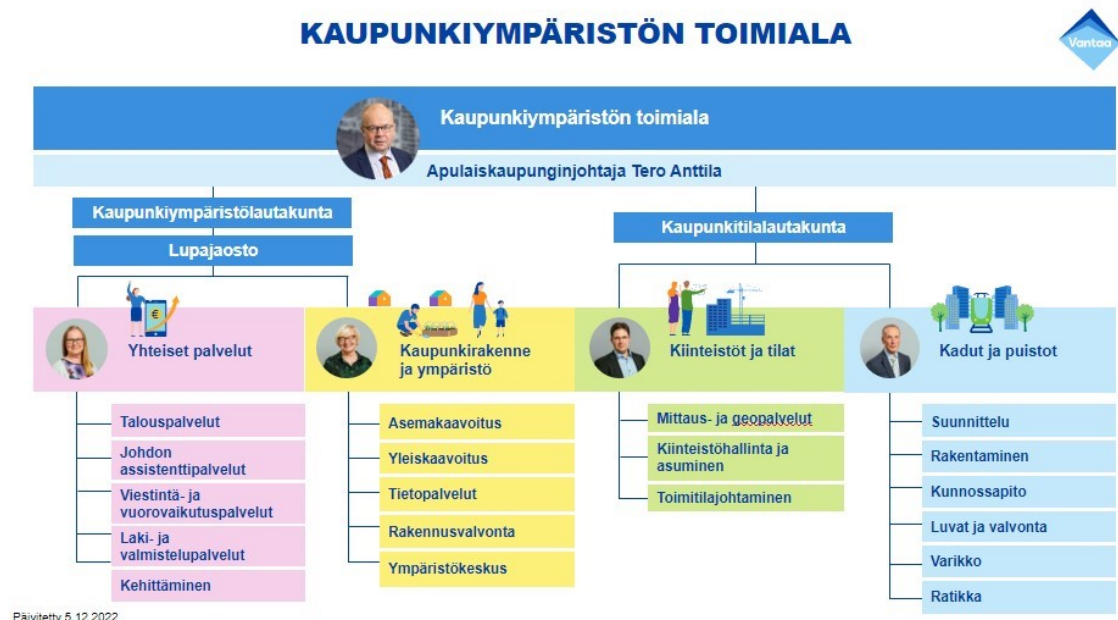 KAUPUNKIYMPÄRISTÖN TOIMIALA
Vantaa
Kaupunkiympäristön toimiala
Apulaiskaupunginjohtaja Tero Anttila
Kaupunkiympäristölautakunta
Lupajaosto
Kaupunkitilalautakunta
€
Yhteiset palvelut
Talouspalvelut
Johdon
assistenttipalvelut
Viestintä- ja
vuorovaikutuspalvelut
Laki- ja
valmistelupalvelut
Kehittäminen
Kaupunkirakenne
ja ympäristö
Asemakaavoitus
Yleiskaavoitus
Tietopalvelut
Rakennusvalvonta
Ympäristökeskus
Kiinteistöt ja tilat
Mittaus- ja geopalvelut
Kiinteistöhallinta ja
asuminen
Toimitilajohtaminen
Kadut ja puistot
Suunnittelu
Rakentaminen
Kunnossapito
Luvat ja valvonta
Varikko
Ratikka
Päivitetty 5.12.2022